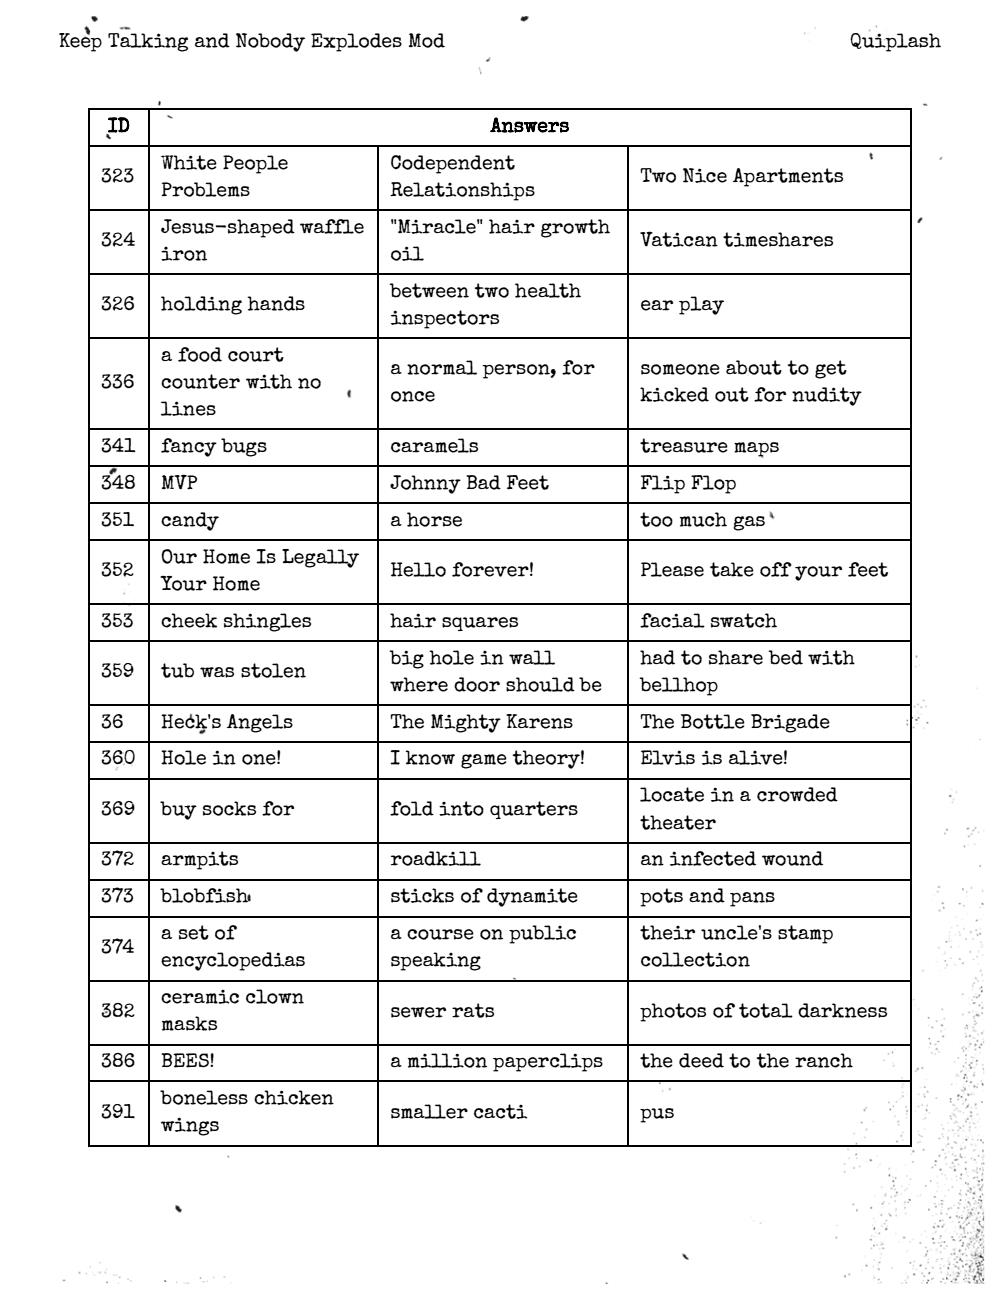 Keep Talking and Nobody Explodes Mod
Quiplash
ID Answers
323 White People Problems Codependent Relationships Two Nice Apartments
324 Jesus-shaped waffle iron "Miracle" hair growth oil Vatican timeshares
326 holding hands between two health inspectors ear play
336 a food court counter with no lines a normal person, for once someone about to get kicked out for nudity
341 fancy bugs caramels treasure maps
348 MVP Johnny Bad Feet Flip Flop
351 candy a horse too much gas
352 Our Home Is Legally Your Home Hello forever! Please take off your feet
353 cheek shingles hair squares facial swatch
359 tub was stolen big hole in wall where door should be had to share bed with bellhop
36 Heck's Angels The Mighty Karens The Bottle Brigade
360 Hole in one! I know game theory! Elvis is alive!
369 buy socks for fold into quarters locate in a crowded theater
372 armpits roadkill an infected wound
373 blobfish sticks of dynamite pots and pans
374 a set of encyclopedias a course on public speaking their uncle's stamp collection
382 ceramic clown masks sewer rats photos of total darkness
386 BEES! a million paperclips the deed to the ranch
391 boneless chicken wings smaller cacti pus